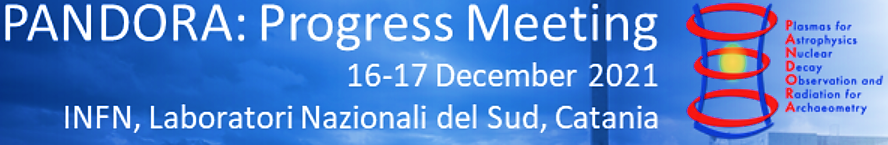 PANDORA: Progress Meeting
16-17 December 2021
INFN, Laboratori Nazionali del Sud, Catania
Plasmas for
Astrophysics
Nuclear
Decay
Observation and
Radiation for
Archaeometry